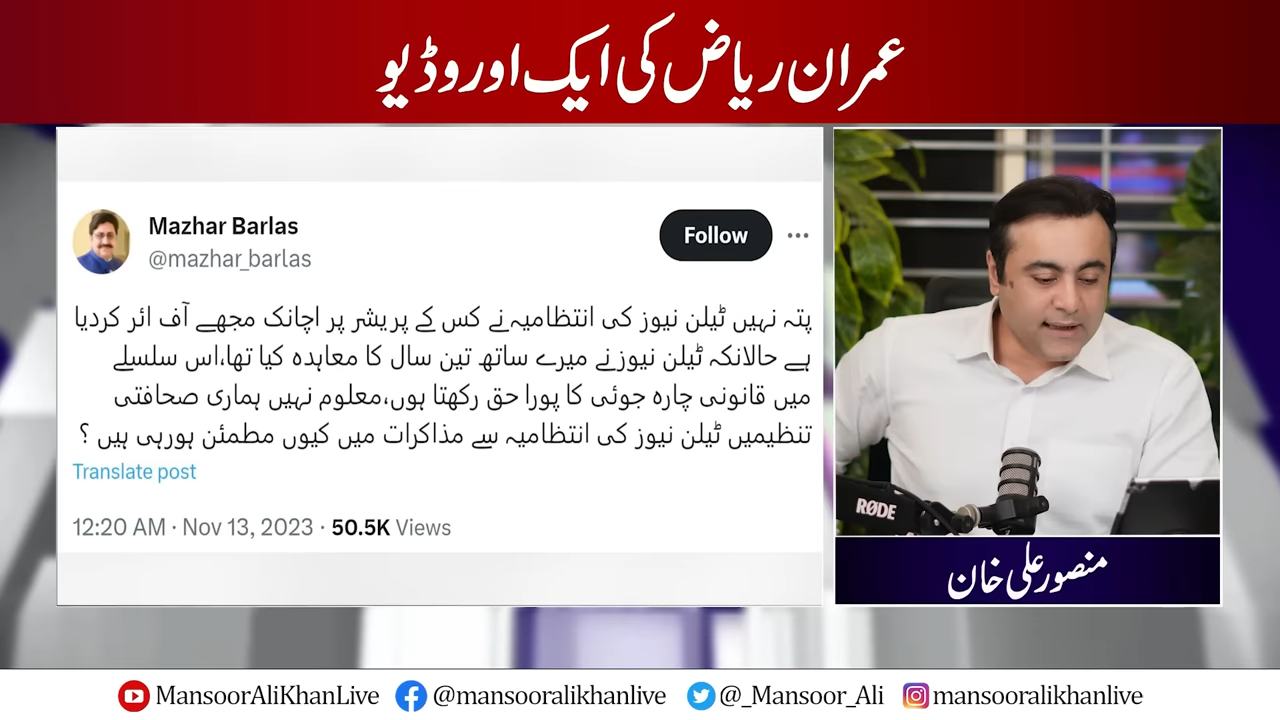 عمران ریاض کی ایک اور وڈیو
Mazhar Barlas
@mazhar_barlas
Follow
پتہ نہیں ٹیلن نیوز کی انتظامیہ نے کس کے پریشر پر اچانک مجھے آف ائر کردیا
ہے حالانکہ ٹیلن نیوز نے میرے ساتھ تین سال کا معاہدہ کیا تھا،اس سلسلے
میں قانونی چارہ جوئی کا پورا حق رکھتا ہوں،معلوم نہیں ہماری صحافتی
تنظیمیں ٹیلن نیوز کی انتظامیہ سے مذاکرات میں کیوں مطمئن ہورہی ہیں ؟
Translate post
12:20 AM · Nov 13, 2023 · 50.5K Views
RØDE
منصور علی خان
MansoorAliKhanLive @mansooralikhanlive @_Mansoor_Ali mansooralikhanlive